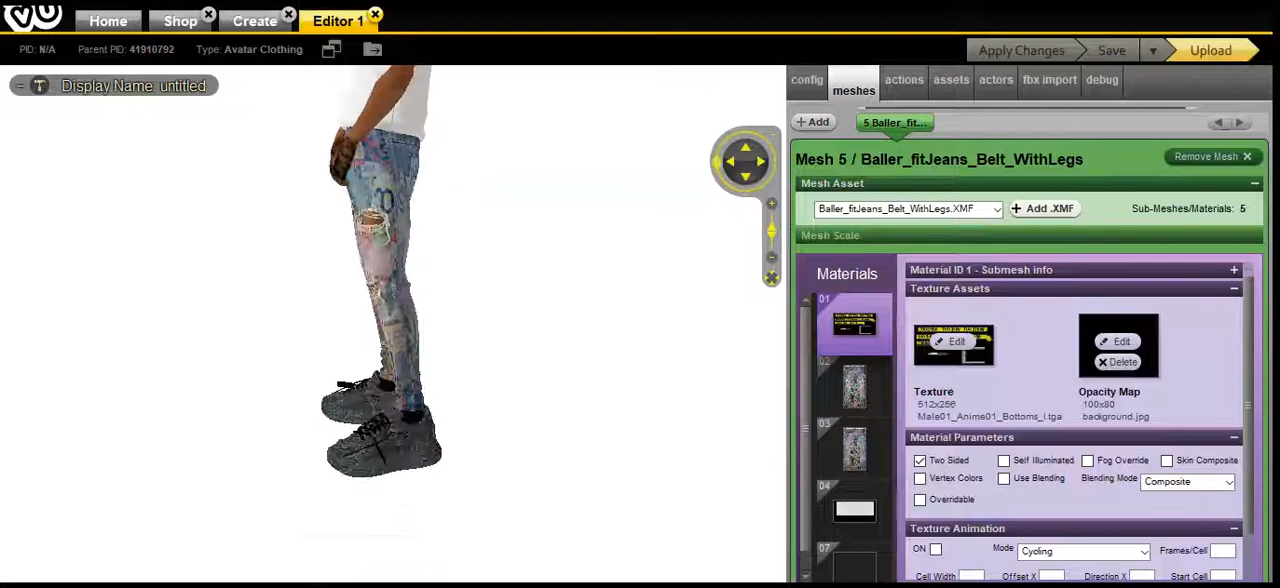 Home Shop Create Editor 1
PID: N/A Parent PID: 41910792 Type: Avatar Clothing Apply Changes Save Upload
Display Name: untitled
config meshes actions assets actors fbx import debug
+ Add 5 Baller_fit...
Mesh 5 / Baller_fitJeans_Belt_WithLegs Remove Mesh X
Mesh Asset
Baller_fitJeans_Belt_WithLegs.XMF + Add .XMF Sub-Meshes/Materials: 5
Mesh Scale
Materials Material ID 1 - Submesh info
Texture Assets
01
Edit Edit
Delete
02
Texture Opacity Map
512x256 100x80
Male01_Anime01_Bottoms_l.tga background.jpg
03
Material Parameters
Two Sided Self Illuminated Fog Override Skin Composite
Vertex Colors Use Blending Blending Mode Composite
04
Overridable
Texture Animation
07
ON Mode Cycling Frames/Cell
Cell Width Offset X Direction X Start Cell